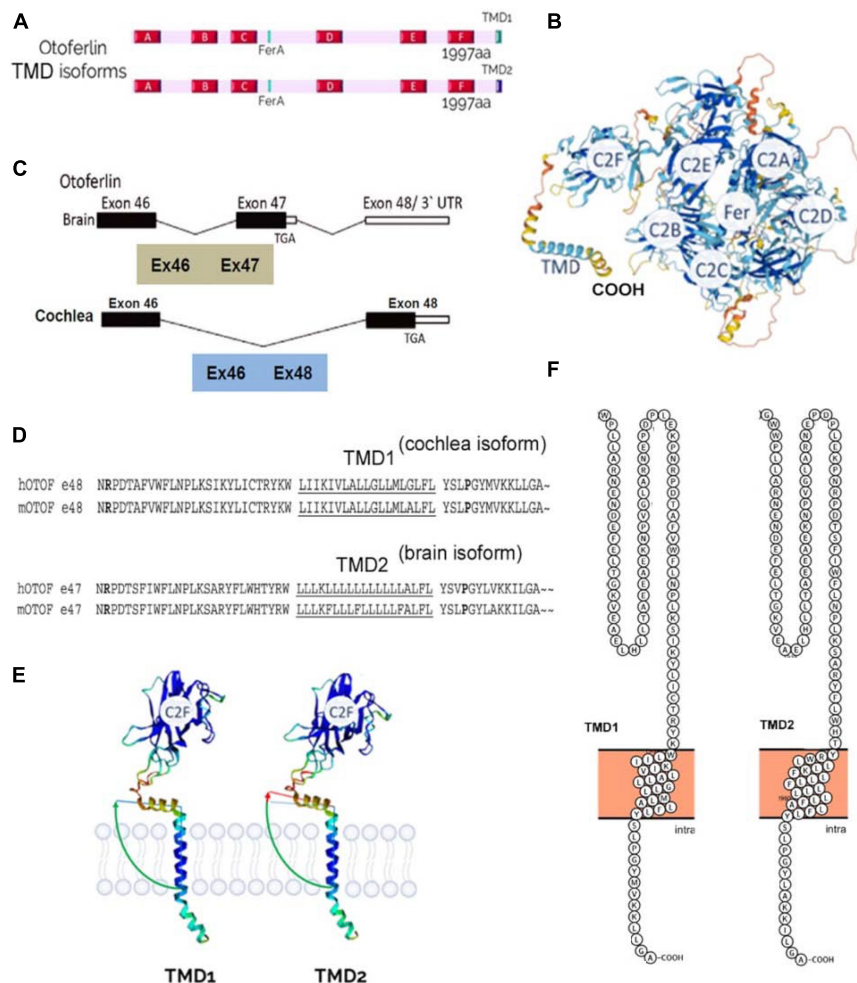 A
Otoferlin
TMD isoforms
A B C D E F
FerA
1997aa
TMD1
A B C D E F
FerA
1997aa
TMD2
B
C2F
C2E
C2A
Fer
C2D
C2B
C2C
TMD
COOH
C
Otoferlin
Brain
Exon 46
Exon 47
Exon 48/ 3` UTR
TGA
Ex46 Ex47
Cochlea
Exon 46
Exon 48
TGA
Ex46 Ex48
D
TMD1 (cochlea isoform)
hOTOF e48 NRPDTAFVWFLNPLKSIKYLICTRYKW LIIKIVLALLGLLMLGLFL YSLPGYMVKKLLGA~
mOTOF e48 NRPDTAFVWFLNPLKSIKYLICTRYKW LIIKIVLALLGLLMLALFL YSLPGYMVKKLLGA~
TMD2 (brain isoform)
hOTOF e47 NRPDTSFIWFLNPLKSARYFLWHTYRW LLLKLLLLLLLLLLLALFL YSVPGYLVKKILGA~~
mOTOF e47 NRPDTSFIWFLNPLKSARYFLWHTYRW LLLKFLLLFLLLLLFALFL YSLPGYLAKKILGA~~
E
C2F
C2F
TMD1
TMD2
F
TMD1
intra
-COOH
TMD2
intra
-COOH